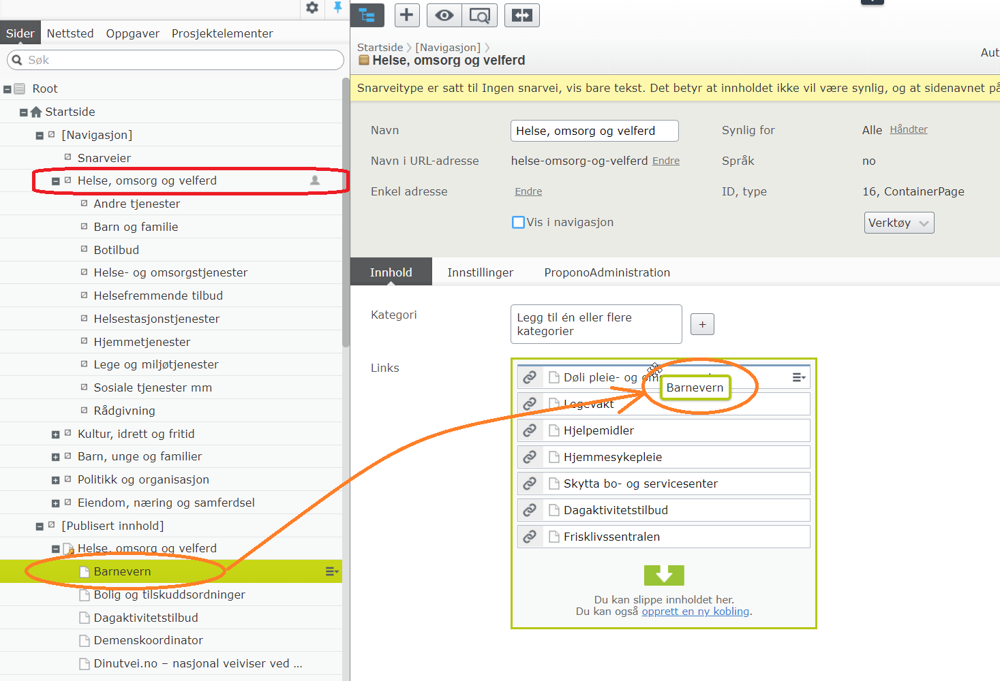 Sider Nettsted Oppgaver Prosjektelementer
Søk
Root
Startside
[Navigasjon]
Snarveier
Helse, omsorg og velferd
Andre tjenester
Barn og familie
Botilbud
Helse- og omsorgstjenester
Helsefremmende tilbud
Helsestasjonstjenester
Hjemmetjenester
Lege og miljøtjenester
Sosiale tjenester mm
Rådgivning
Kultur, idrett og fritid
Barn, unge og familier
Politikk og organisasjon
Eiendom, næring og samferdsel
[Publisert innhold]
Helse, omsorg og velferd
Barnevern
Bolig og tilskuddsordninger
Dagaktivitetstilbud
Demenskoordinator
Dinutvei.no – nasjonal veiviser ved ...
Startside [Navigasjon]
Helse, omsorg og velferd
Aut
Snarveitype er satt til Ingen snarvei, vis bare tekst. Det betyr at innholdet ikke vil være synlig, og at sidenavnet på
Navn Helse, omsorg og velferd Synlig for Alle Håndter
Navn i URL-adresse helse-omsorg-og-velferd Endre Språk no
Enkel adresse Endre ID, type 16, ContainerPage
Vis i navigasjon Verktøy
Innhold Innstillinger ProponoAdministration
Kategori Legg til én eller flere
kategorier +
Links
Døli pleie- og
Barnevern
Legevakt
Hjelpemidler
Hjemmesykepleie
Skytta bo- og servicesenter
Dagaktivitetstilbud
Frisklivssentralen
Du kan slippe innholdet her.
Du kan også opprett en ny kobling.